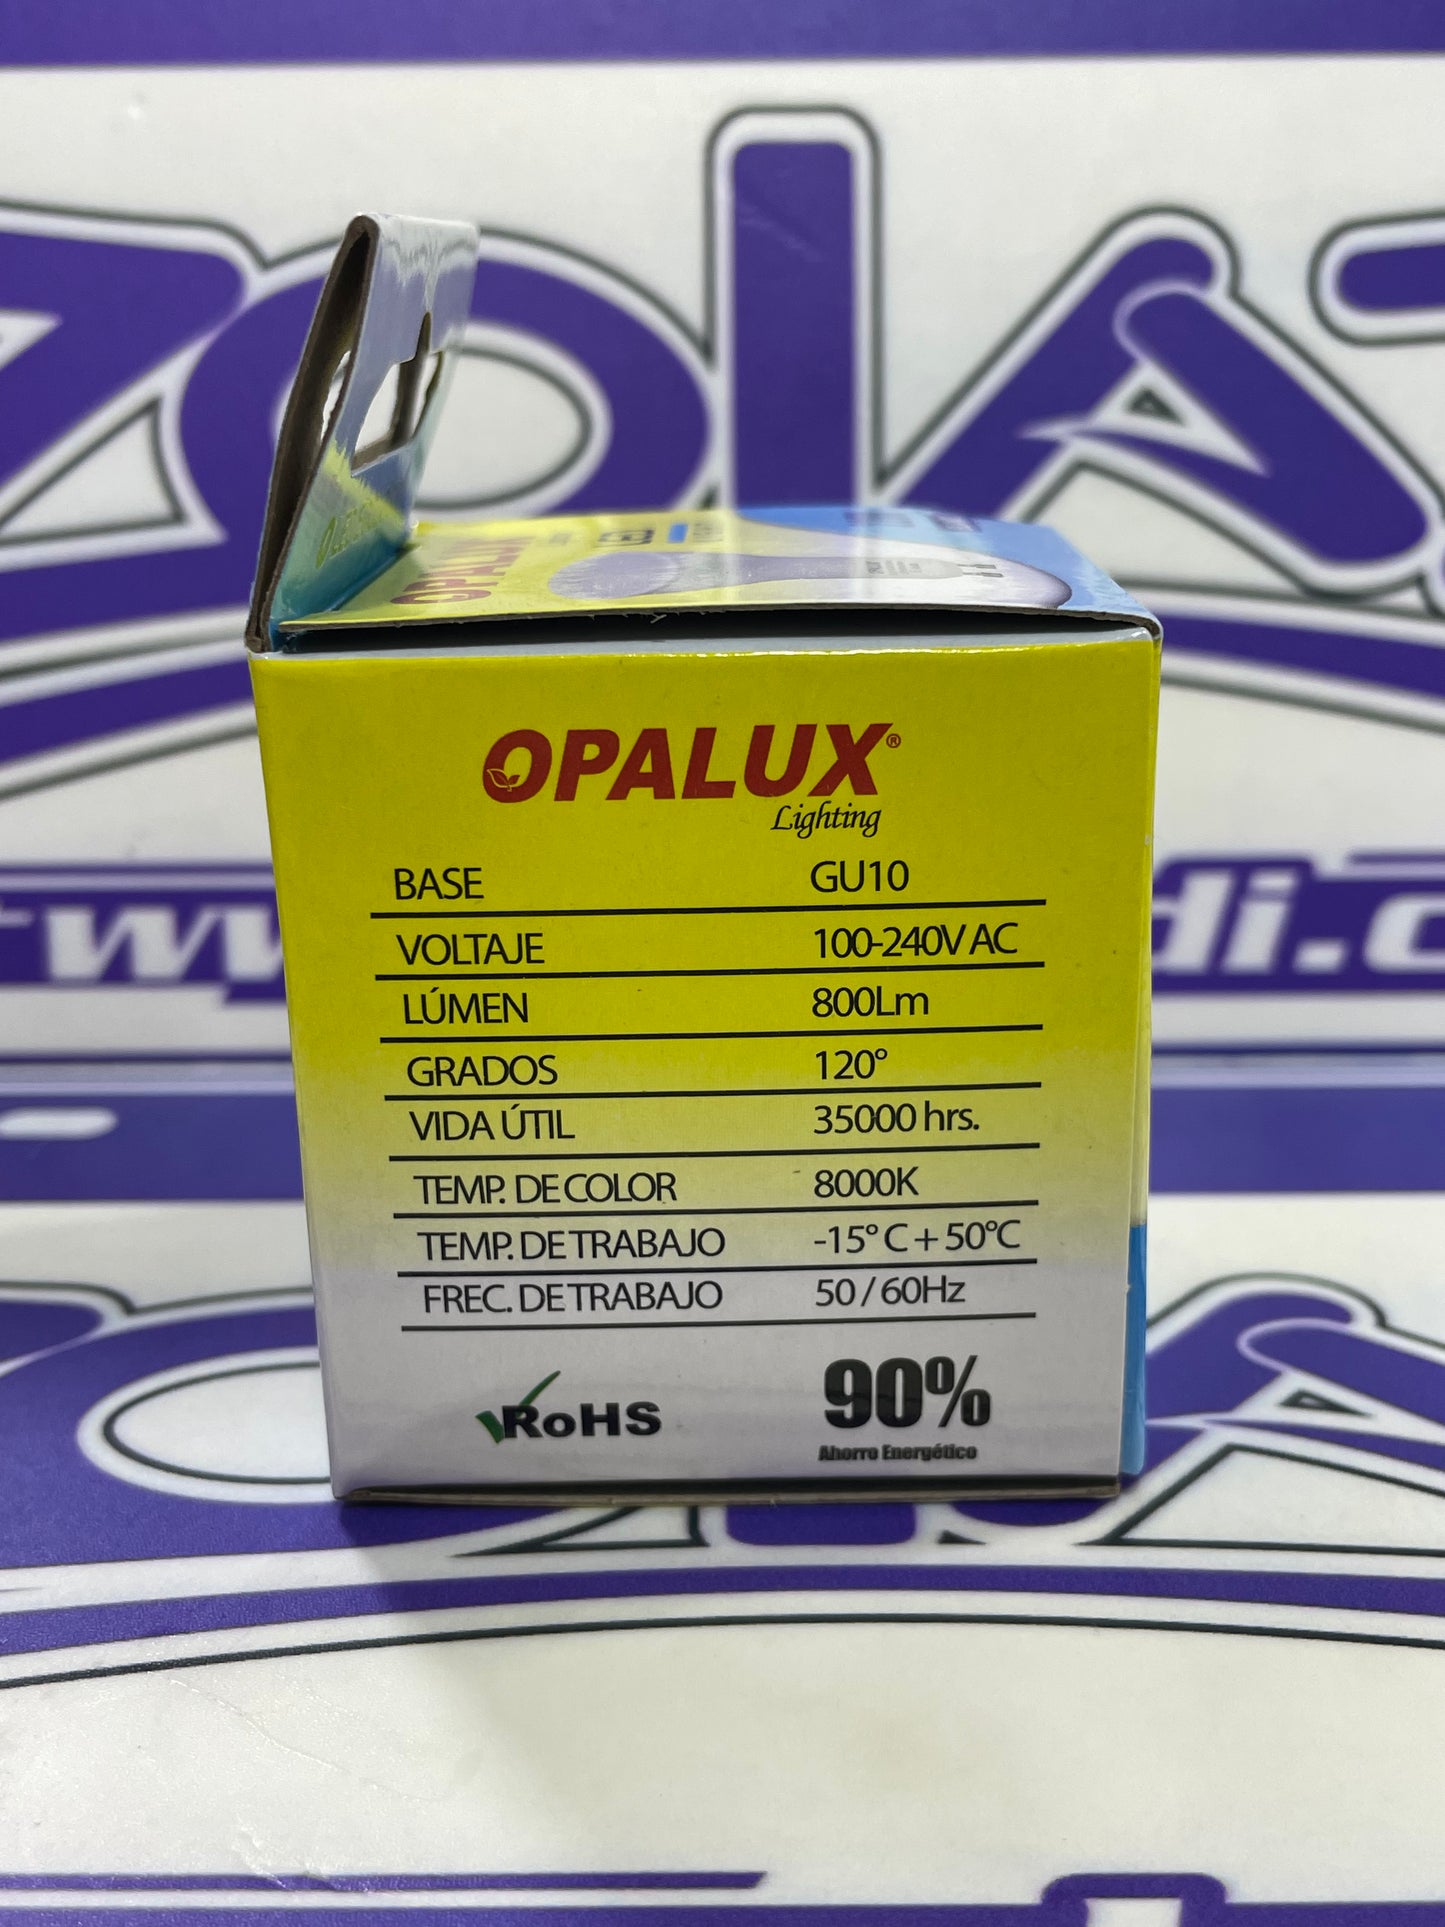 OPALUX
OPALUX®
Lighting
BASE GU10
VOLTAJE 100-240V AC
LÚMEN 800Lm
GRADOS 120°
VIDA ÚTIL 35000 hrs.
TEMP. DE COLOR 8000K
TEMP. DE TRABAJO -15° C + 50°C
FREC. DE TRABAJO 50 / 60Hz
RoHS
90%
Ahorro Energético